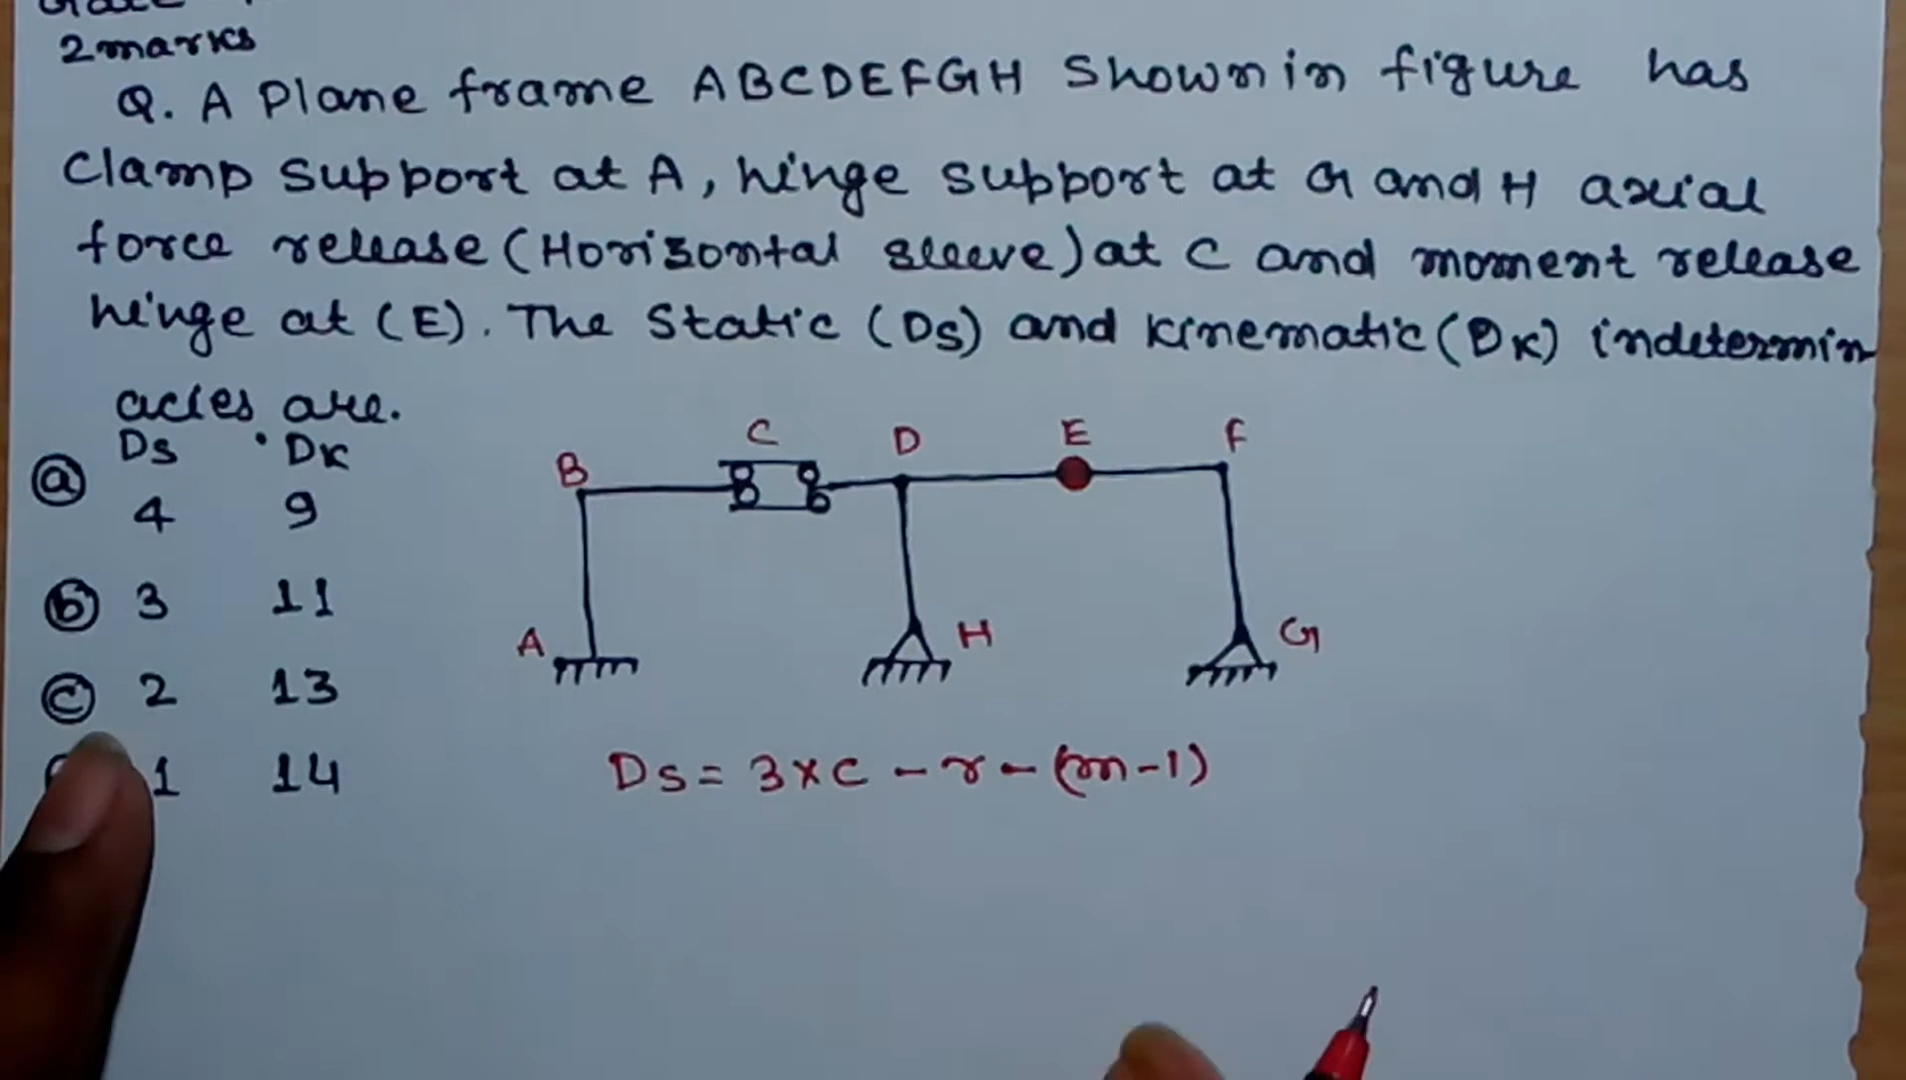 2marks
Q. A Plane frame ABCDEFGH Shown in figure has
Clamp Support at A, hinge support at G and H axial
force release (Horizontal sleeve) at C and moment release
hinge at (E). The Static (Ds) and Kinematic (Dk) indetermin
acies are.
Ds Dk
(a) 4 9
(b) 3 11
(c) 2 13
1 14
C D E F
B
A H G
Ds = 3×C - r - (m-1)